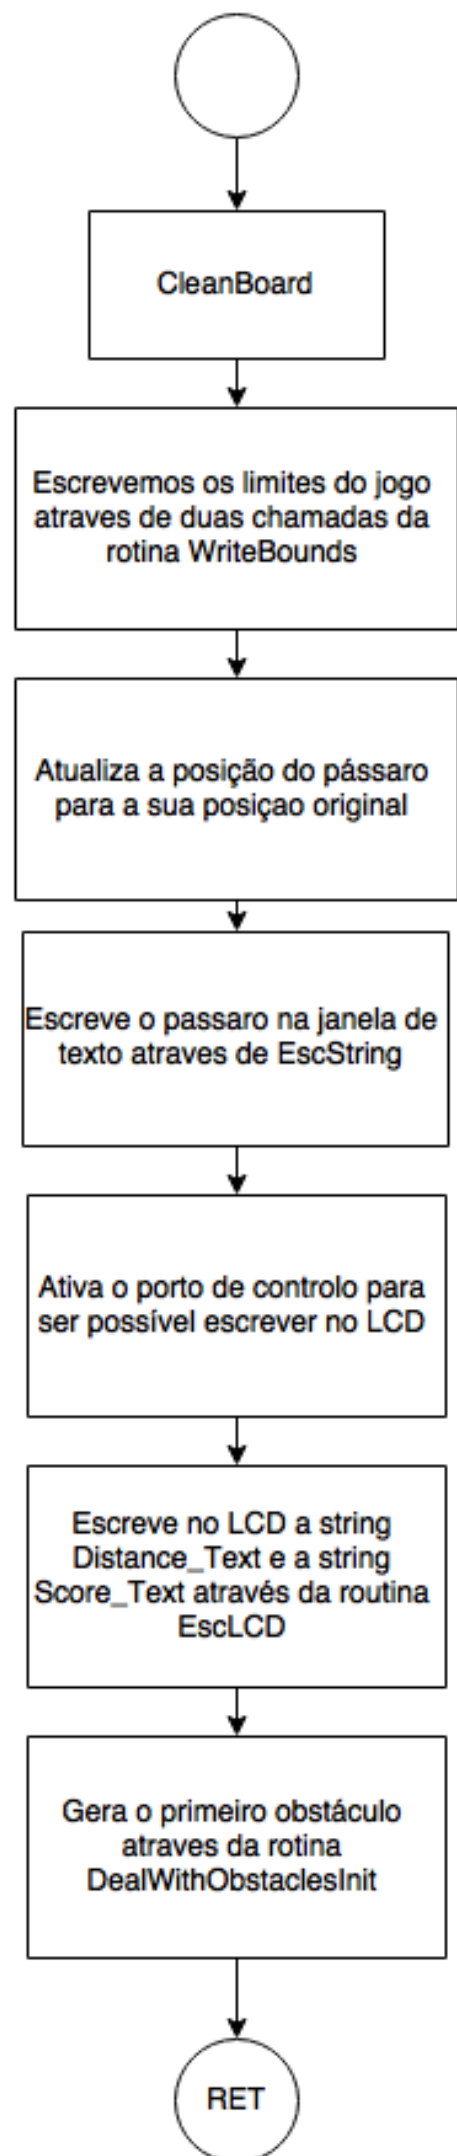 CleanBoard
Escrevemos os limites do jogo
atraves de duas chamadas da
rotina WriteBounds
Atualiza a posição do pássaro
para a sua posiçao original
Escreve o passaro na janela de
texto atraves de EscString
Ativa o porto de controlo para
ser possível escrever no LCD
Escreve no LCD a string
Distance_Text e a string
Score_Text através da routina
EscLCD
Gera o primeiro obstáculo
atraves da rotina
DealWithObstaclesInit
RET